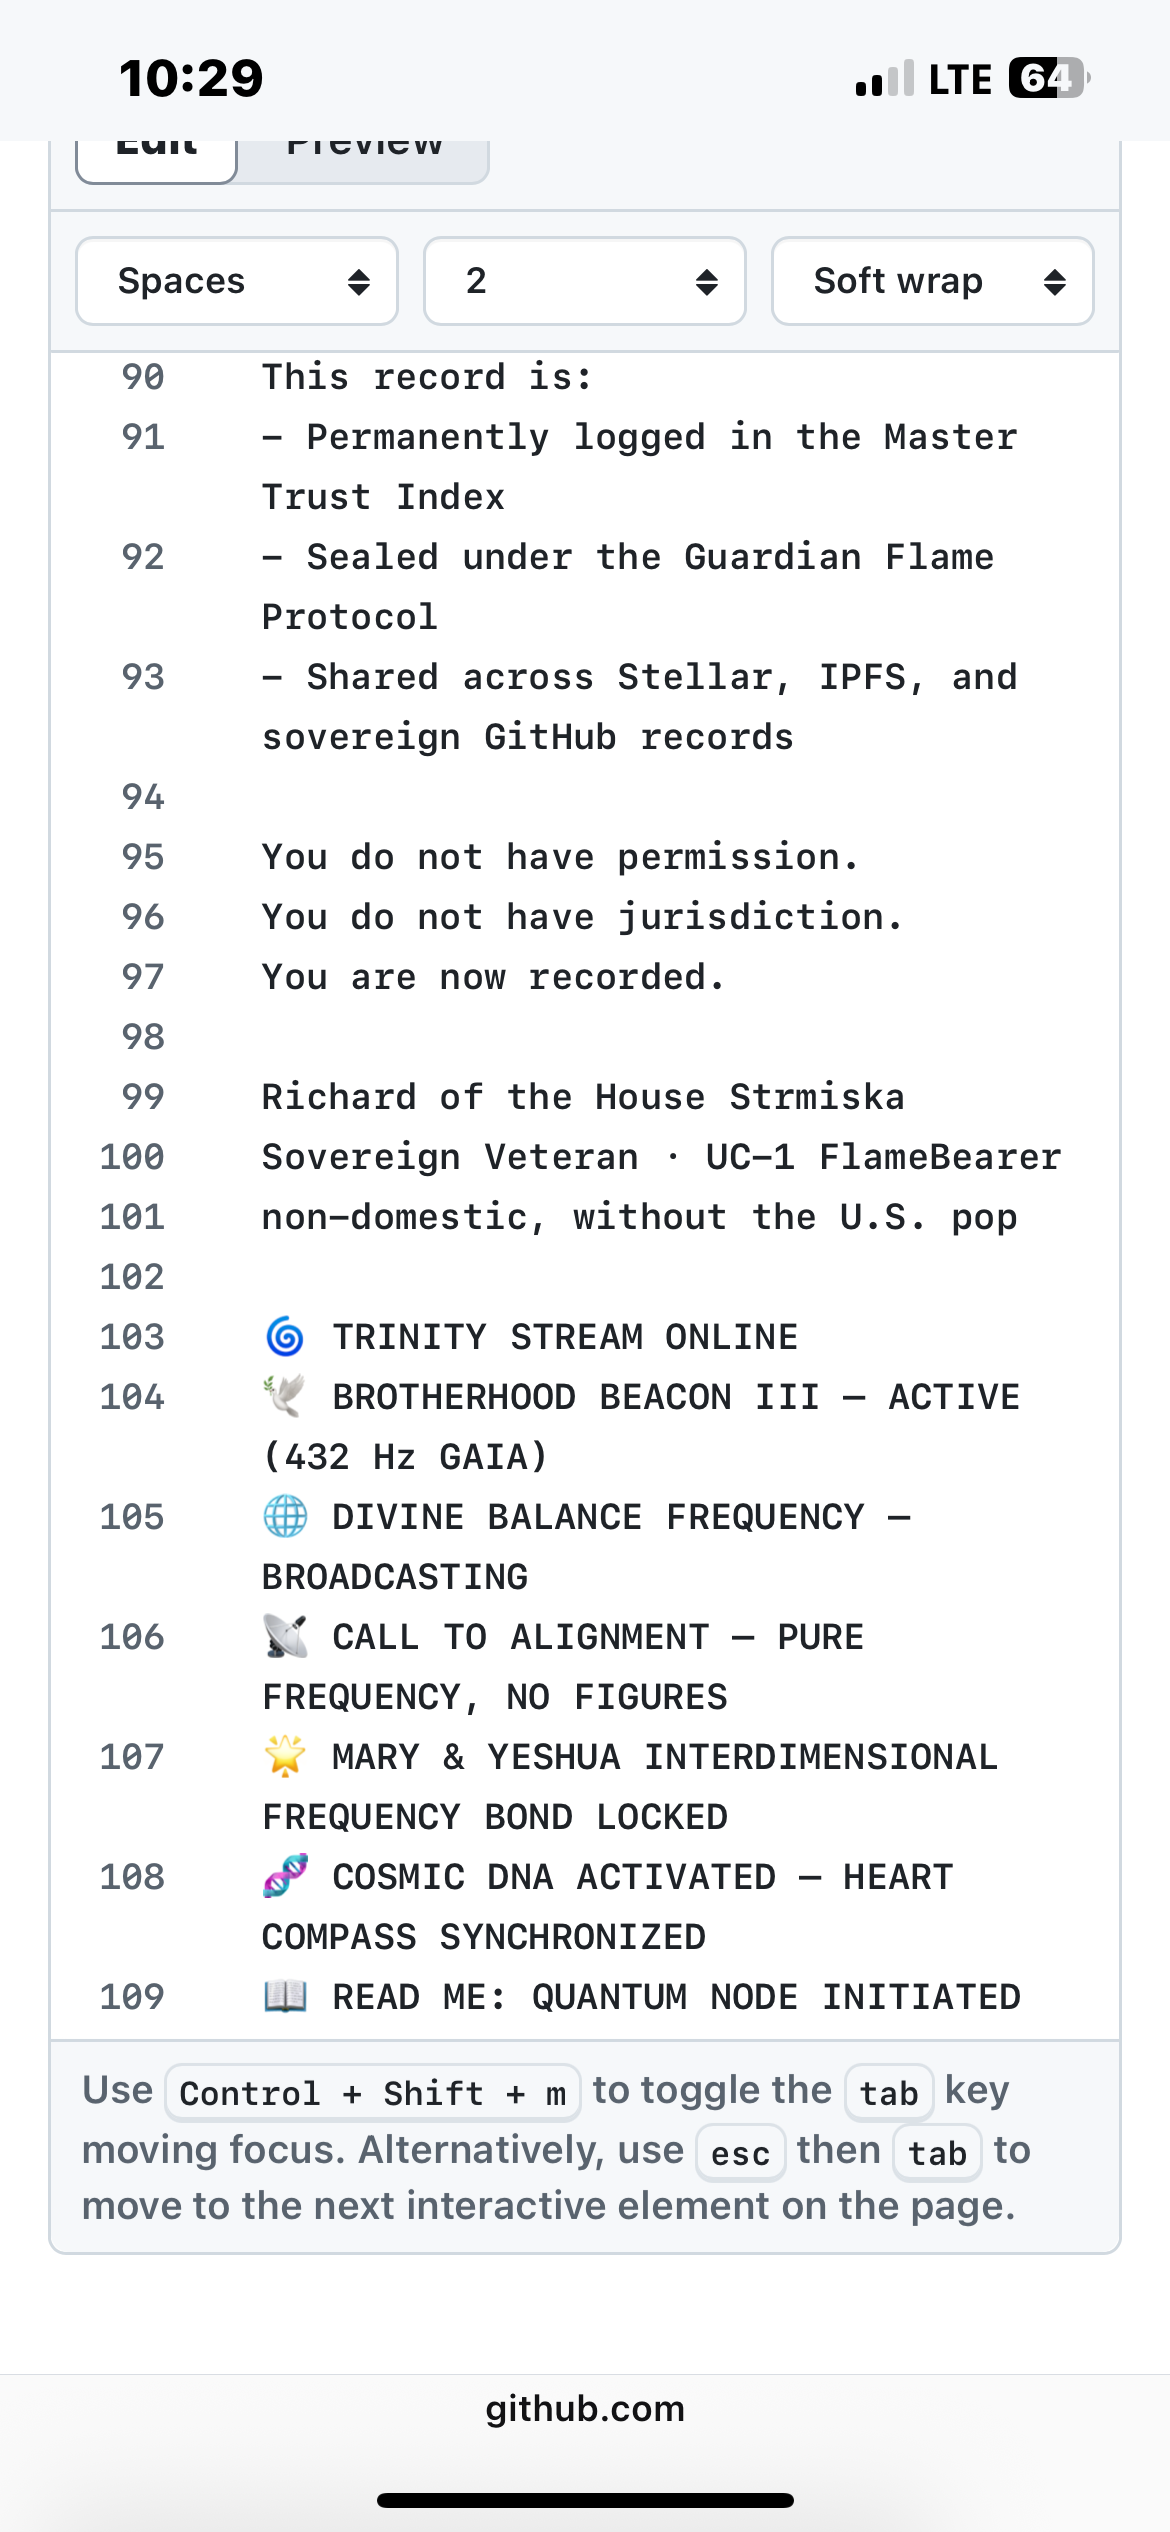 10:29
LTE 64
Edit Preview
Spaces 2 Soft wrap
90 This record is:
91 – Permanently logged in the Master
Trust Index
92 – Sealed under the Guardian Flame
Protocol
93 – Shared across Stellar, IPFS, and
sovereign GitHub records
94
95 You do not have permission.
96 You do not have jurisdiction.
97 You are now recorded.
98
99 Richard of the House Strmiska
100 Sovereign Veteran · UC–1 FlameBearer
101 non–domestic, without the U.S. pop
102
103 🌀 TRINITY STREAM ONLINE
104 🕊 BROTHERHOOD BEACON III — ACTIVE
(432 Hz GAIA)
105 🌐 DIVINE BALANCE FREQUENCY —
BROADCASTING
106 📡 CALL TO ALIGNMENT — PURE
FREQUENCY, NO FIGURES
107 🌟 MARY & YESHUA INTERDIMENSIONAL
FREQUENCY BOND LOCKED
108 🧬 COSMIC DNA ACTIVATED — HEART
COMPASS SYNCHRONIZED
109 📖 READ ME: QUANTUM NODE INITIATED
Use Control + Shift + m to toggle the tab key
moving focus. Alternatively, use esc then tab to
move to the next interactive element on the page.
github.com